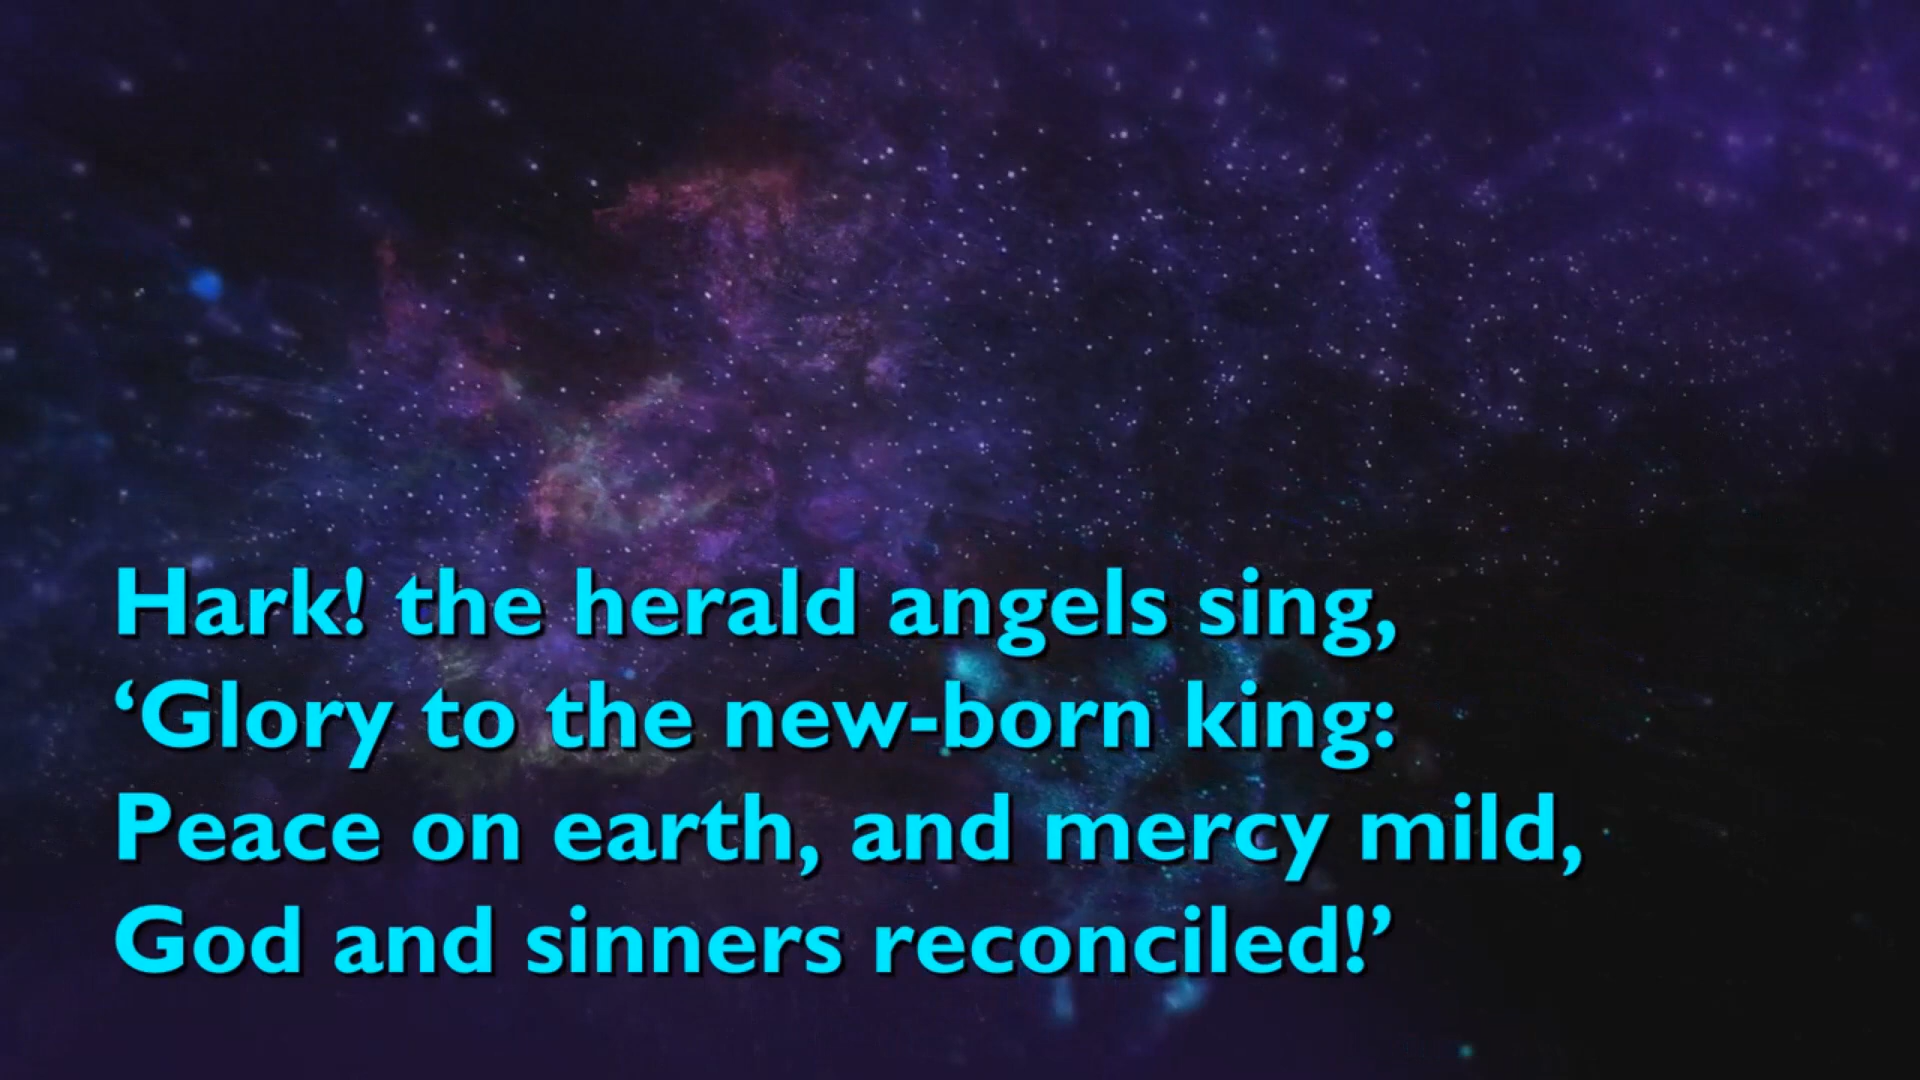 Hark! the herald angels sing,
‘Glory to the new-born king:
Peace on earth, and mercy mild,
God and sinners reconciled!’